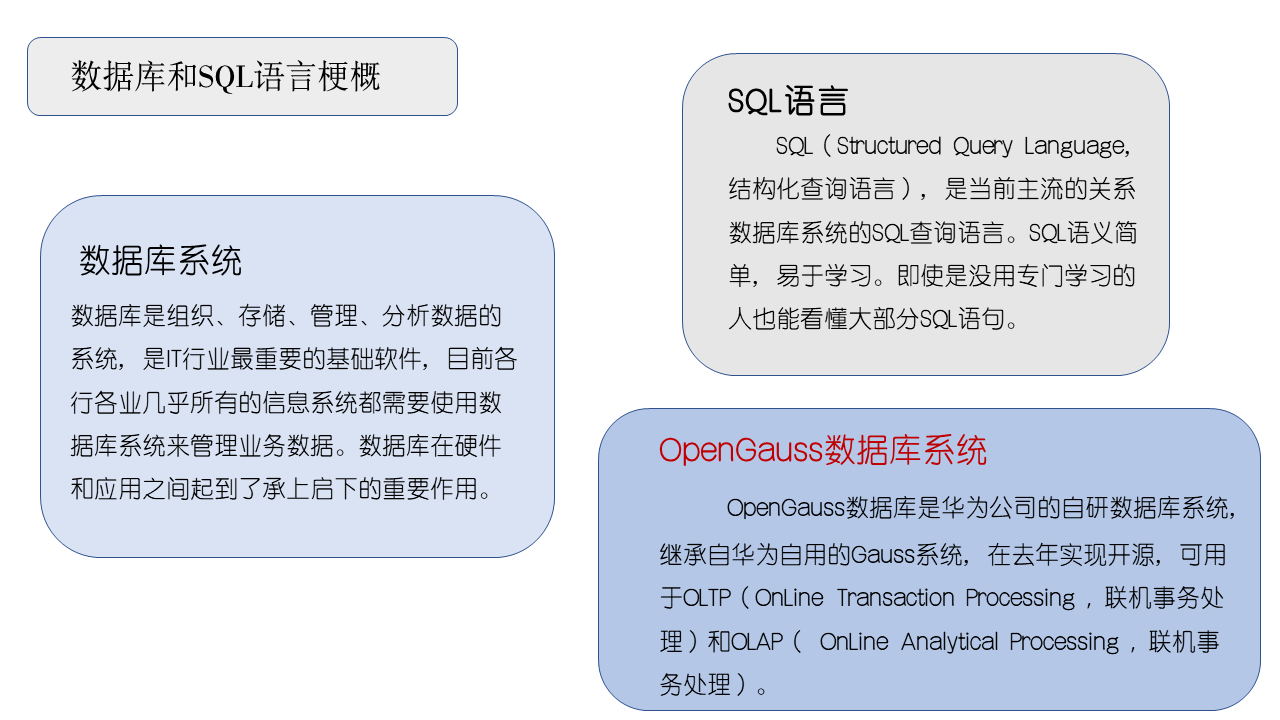 数据库和SQL语言梗概
数据库系统
数据库是组织、存储、管理、分析数据的
系统，是IT行业最重要的基础软件，目前各
行各业几乎所有的信息系统都需要使用数
据库系统来管理业务数据。数据库在硬件
和应用之间起到了承上启下的重要作用。
SQL语言
SQL（Structured Query Language，
结构化查询语言），是当前主流的关系
数据库系统的SQL查询语言。SQL语义简
单，易于学习。即使是没用专门学习的
人也能看懂大部分SQL语句。
OpenGauss数据库系统
OpenGauss数据库是华为公司的自研数据库系统，
继承自华为自用的Gauss系统，在去年实现开源，可用
于OLTP（OnLine Transaction Processing，联机事务处
理）和OLAP（ OnLine Analytical Processing，联机事
务处理）。